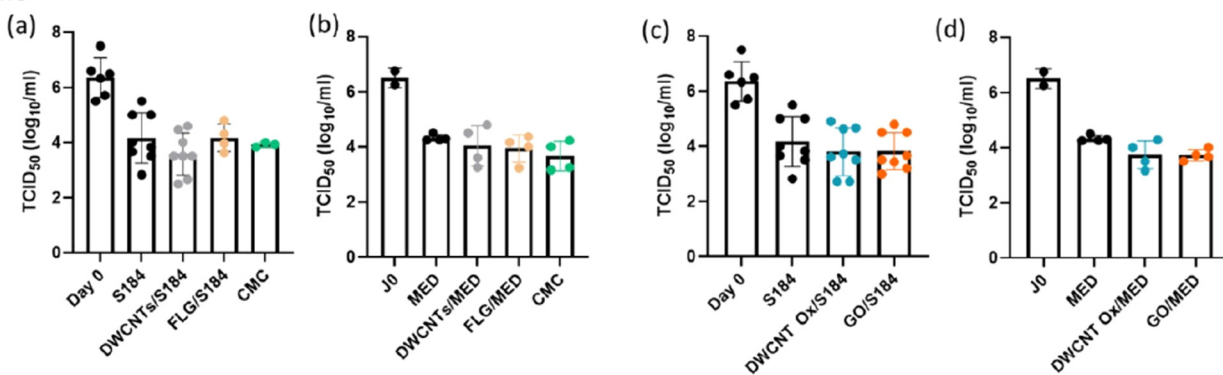 (a)
TCID50 (log10/ml)
8
6
4
2
0
Day 0
S184
DWCNTs/S184
FLG/S184
CMC
(b)
TCID50 (log10/ml)
8
6
4
2
0
J0
MED
DWCNTs/MED
FLG/MED
CMC
(c)
TCID50 (log10/ml)
8
6
4
2
0
Day 0
S184
DWCNT Ox/S184
GO/S184
(d)
TCID50 (log10/ml)
8
6
4
2
0
J0
MED
DWCNT Ox/MED
GO/MED